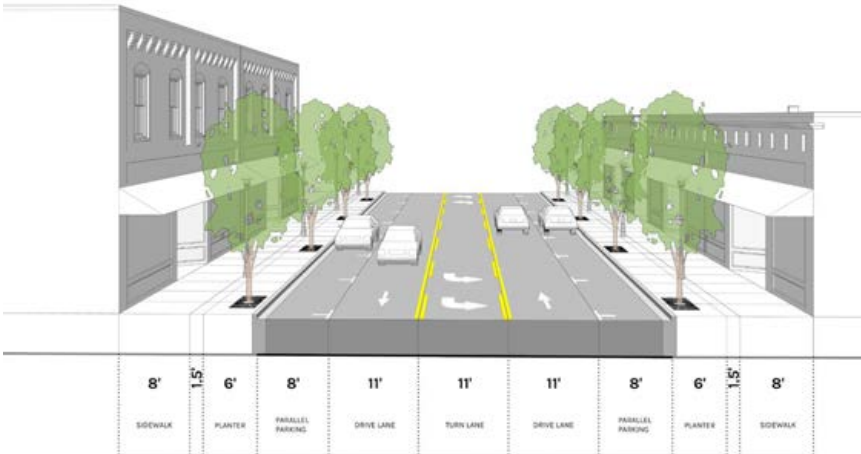 8' 1.5' 6' 8' 11' 11' 11' 8' 6' 1.5' 8'
SIDEWALK PLANTER PARALLEL PARKING DRIVE LANE TURN LANE DRIVE LANE PARALLEL PARKING PLANTER SIDEWALK